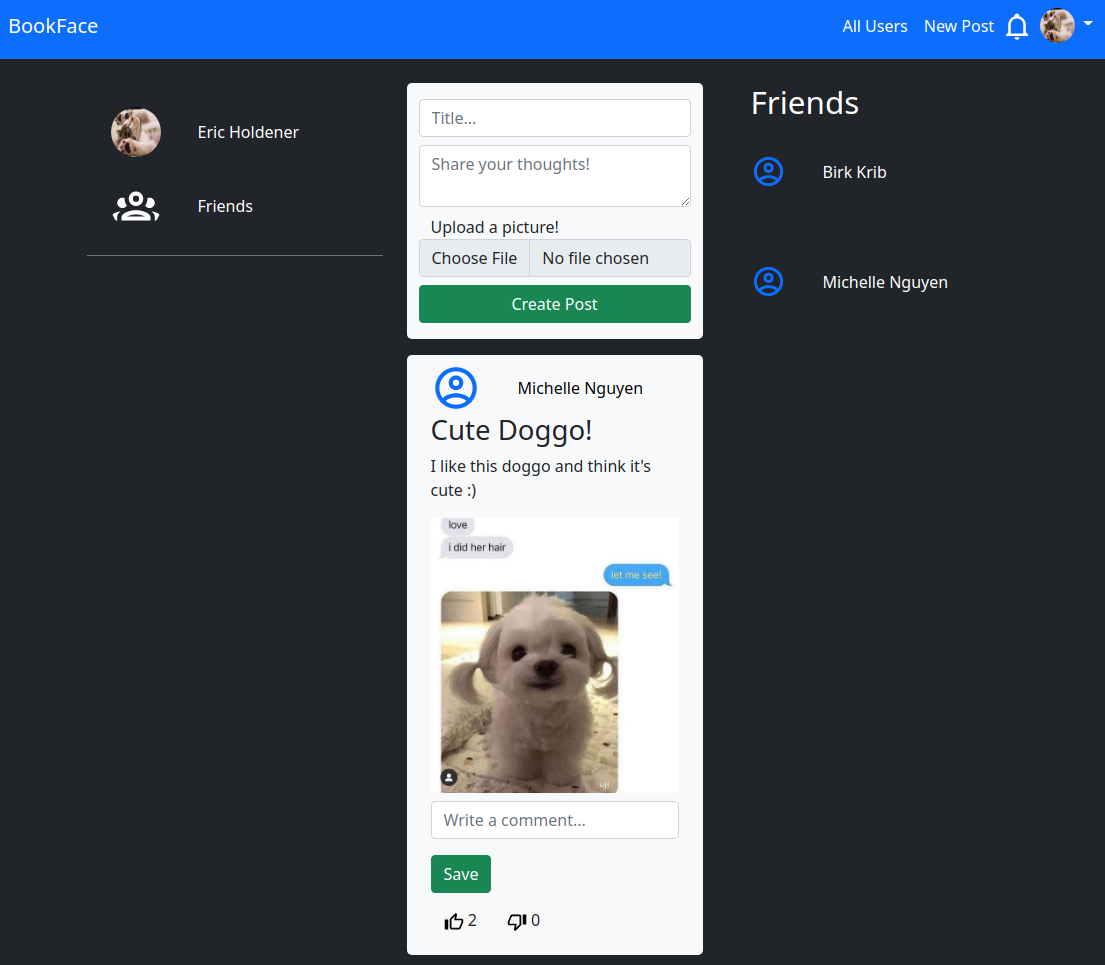 BookFace
All Users
New Post
Eric Holdener
Friends
Title...
Share your thoughts!
Upload a picture!
Choose File
No file chosen
Create Post
Michelle Nguyen
Cute Doggo!
I like this doggo and think it's
cute :)
love
i did her hair
let me see!
uji
Write a comment...
Save
2
0
Friends
Birk Krib
Michelle Nguyen